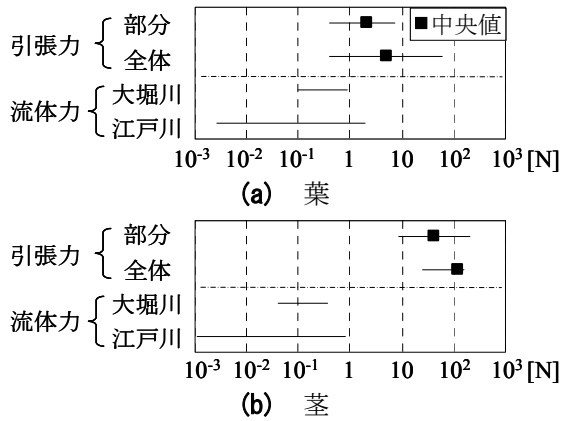 ■中央値
引張力 { 部分
全体
流体力 { 大堀川
江戸川
10-3 10-2 10-1 1 10 10² 10³ [N]
(a) 葉
引張力 { 部分
全体
流体力 { 大堀川
江戸川
10-3 10-2 10-1 1 10 10² 10³ [N]
(b) 茎